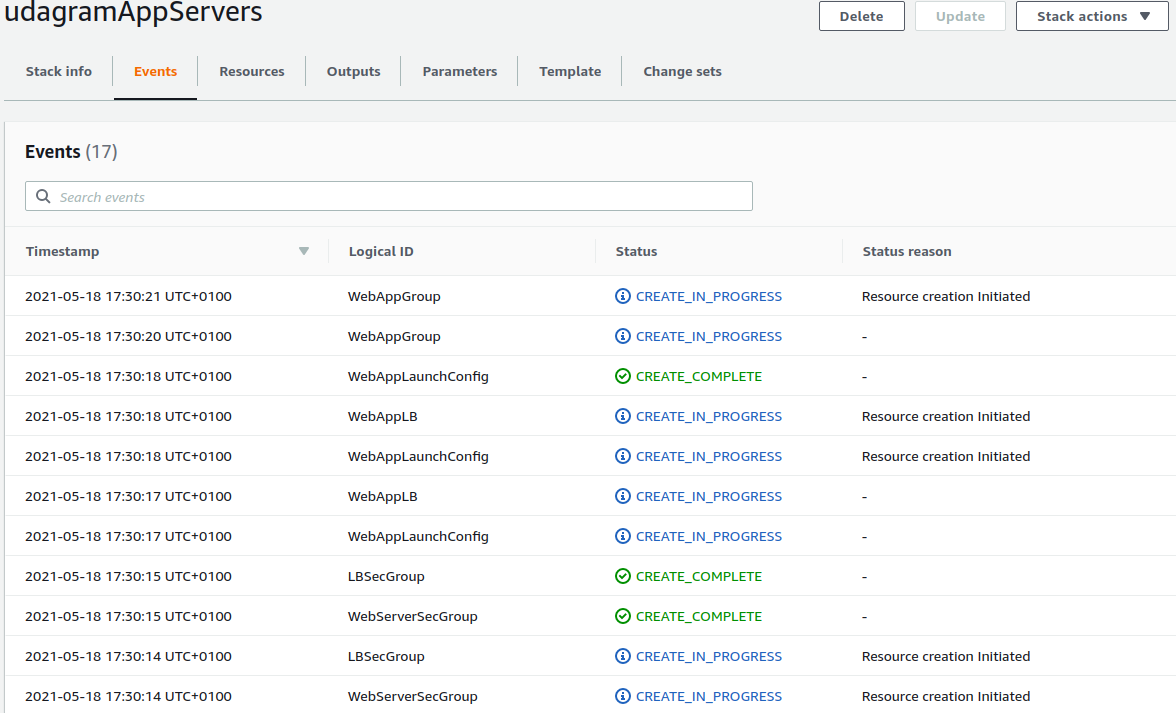 udagramAppServers
Delete Update Stack actions
Stack info Events Resources Outputs Parameters Template Change sets
Events (17)
Search events
Timestamp Logical ID Status Status reason
2021-05-18 17:30:21 UTC+0100 WebAppGroup CREATE_IN_PROGRESS Resource creation Initiated
2021-05-18 17:30:20 UTC+0100 WebAppGroup CREATE_IN_PROGRESS -
2021-05-18 17:30:18 UTC+0100 WebAppLaunchConfig CREATE_COMPLETE -
2021-05-18 17:30:18 UTC+0100 WebAppLB CREATE_IN_PROGRESS Resource creation Initiated
2021-05-18 17:30:18 UTC+0100 WebAppLaunchConfig CREATE_IN_PROGRESS Resource creation Initiated
2021-05-18 17:30:17 UTC+0100 WebAppLB CREATE_IN_PROGRESS -
2021-05-18 17:30:17 UTC+0100 WebAppLaunchConfig CREATE_IN_PROGRESS -
2021-05-18 17:30:15 UTC+0100 LBSecGroup CREATE_COMPLETE -
2021-05-18 17:30:15 UTC+0100 WebServerSecGroup CREATE_COMPLETE -
2021-05-18 17:30:14 UTC+0100 LBSecGroup CREATE_IN_PROGRESS Resource creation Initiated
2021-05-18 17:30:14 UTC+0100 WebServerSecGroup CREATE_IN_PROGRESS Resource creation Initiated